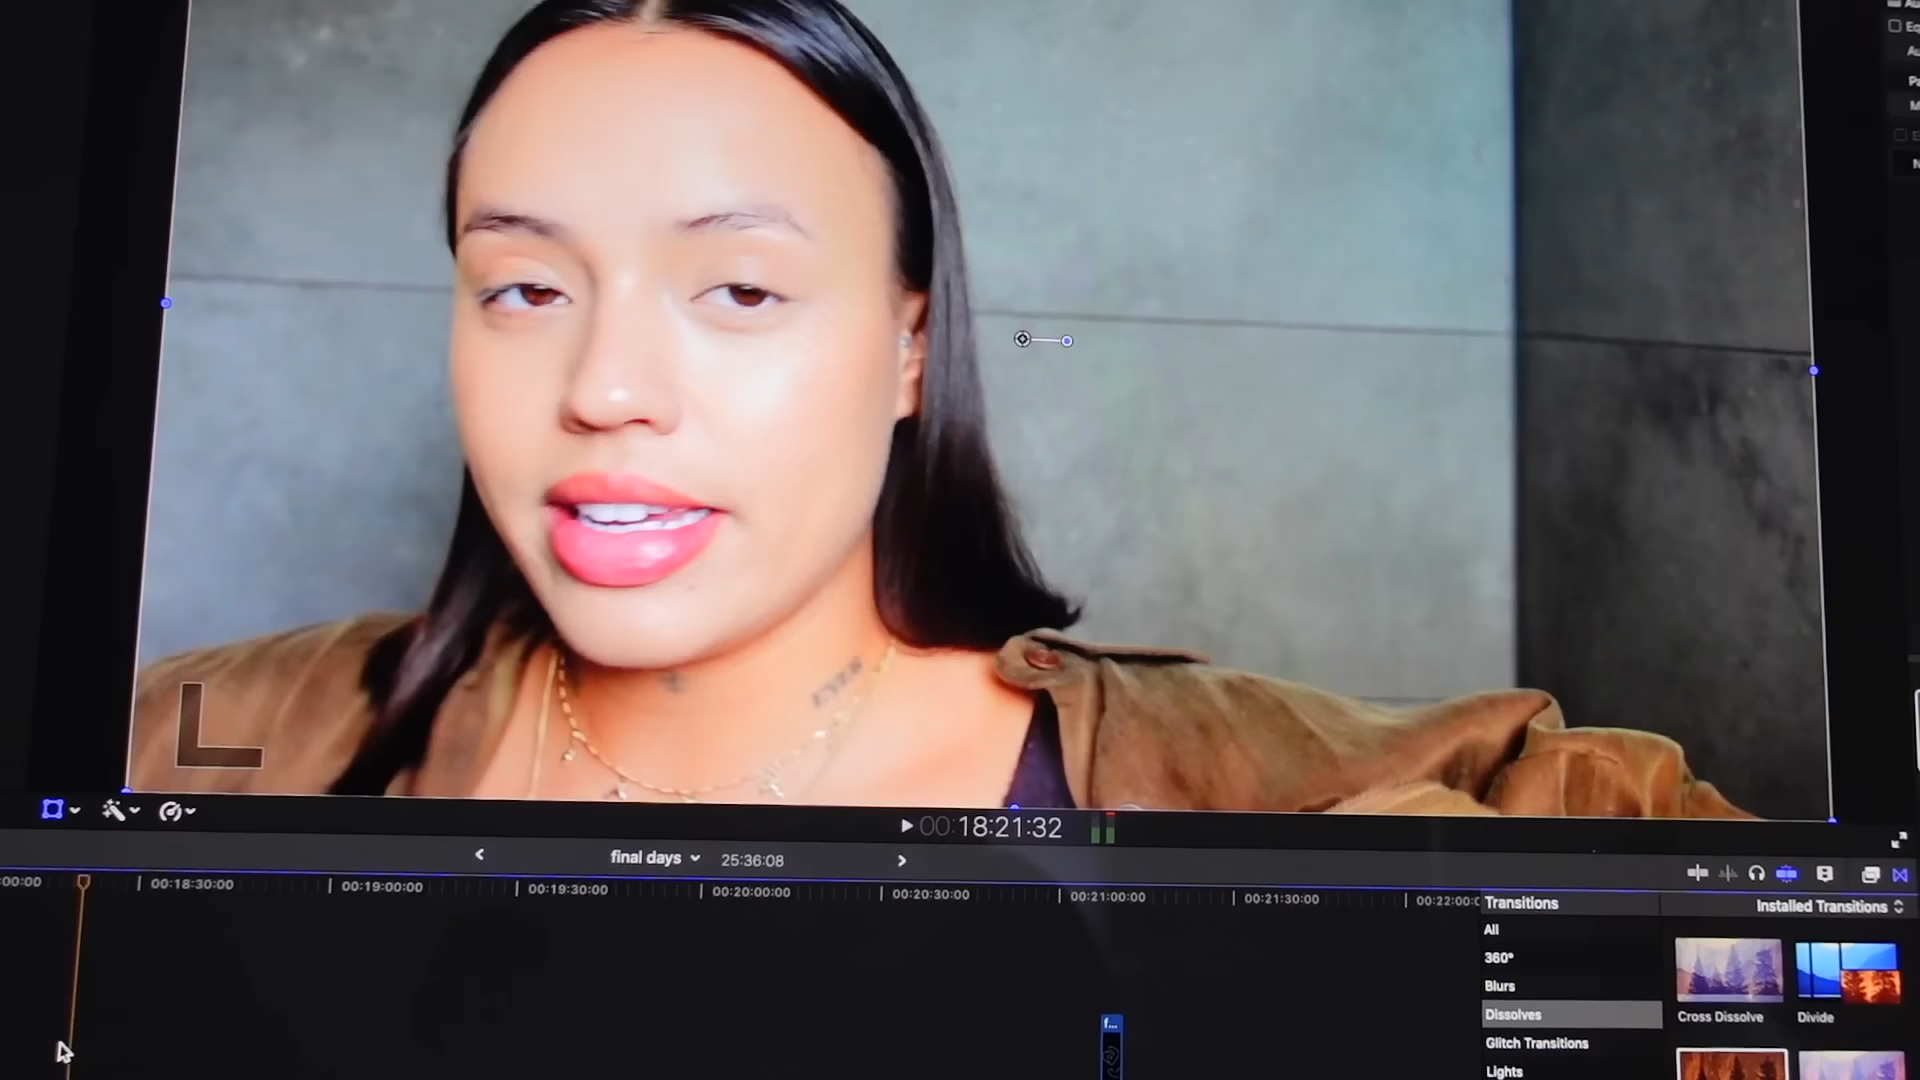 L
00:18:21:32
final days
25:36:08
:00:00
00:18:30:00
00:19:00:00
00:19:30:00
00:20:00:00
00:20:30:00
00:21:00:00
00:21:30:00
Transitions
Installed Transitions
All
360°
Blurs
Dissolves
Glitch Transitions
Lights
Cross Dissolve
Divide
f...